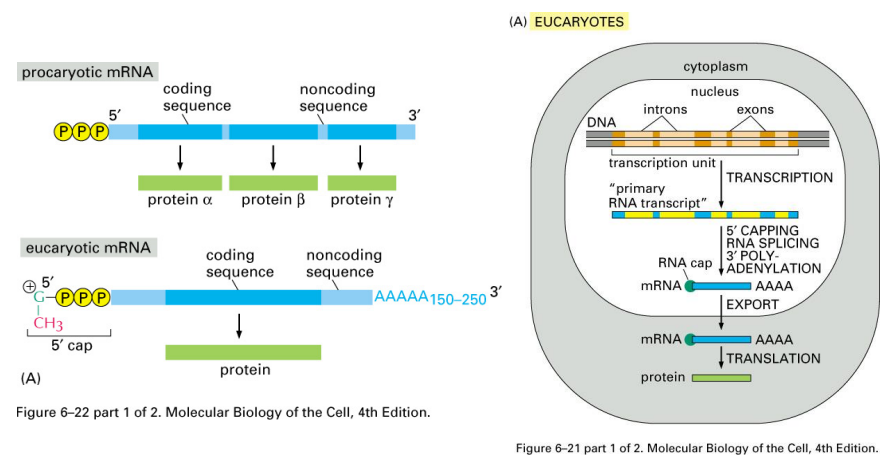 procaryotic mRNA
coding
sequence
noncoding
sequence
5′
3′
P P P
protein α
protein β
protein γ
eucaryotic mRNA
coding
sequence
noncoding
sequence
+
5′
G
P P P
AAAAA150–250
3′
CH3
5′ cap
protein
(A)
Figure 6–22 part 1 of 2. Molecular Biology of the Cell, 4th Edition.
(A) EUCARYOTES
cytoplasm
nucleus
introns
exons
DNA
transcription unit
TRANSCRIPTION
“primary
RNA transcript”
5′ CAPPING
RNA SPLICING
3′ POLY-
ADENYLATION
RNA cap
mRNA
AAAA
EXPORT
mRNA
AAAA
TRANSLATION
protein
Figure 6–21 part 1 of 2. Molecular Biology of the Cell, 4th Edition.